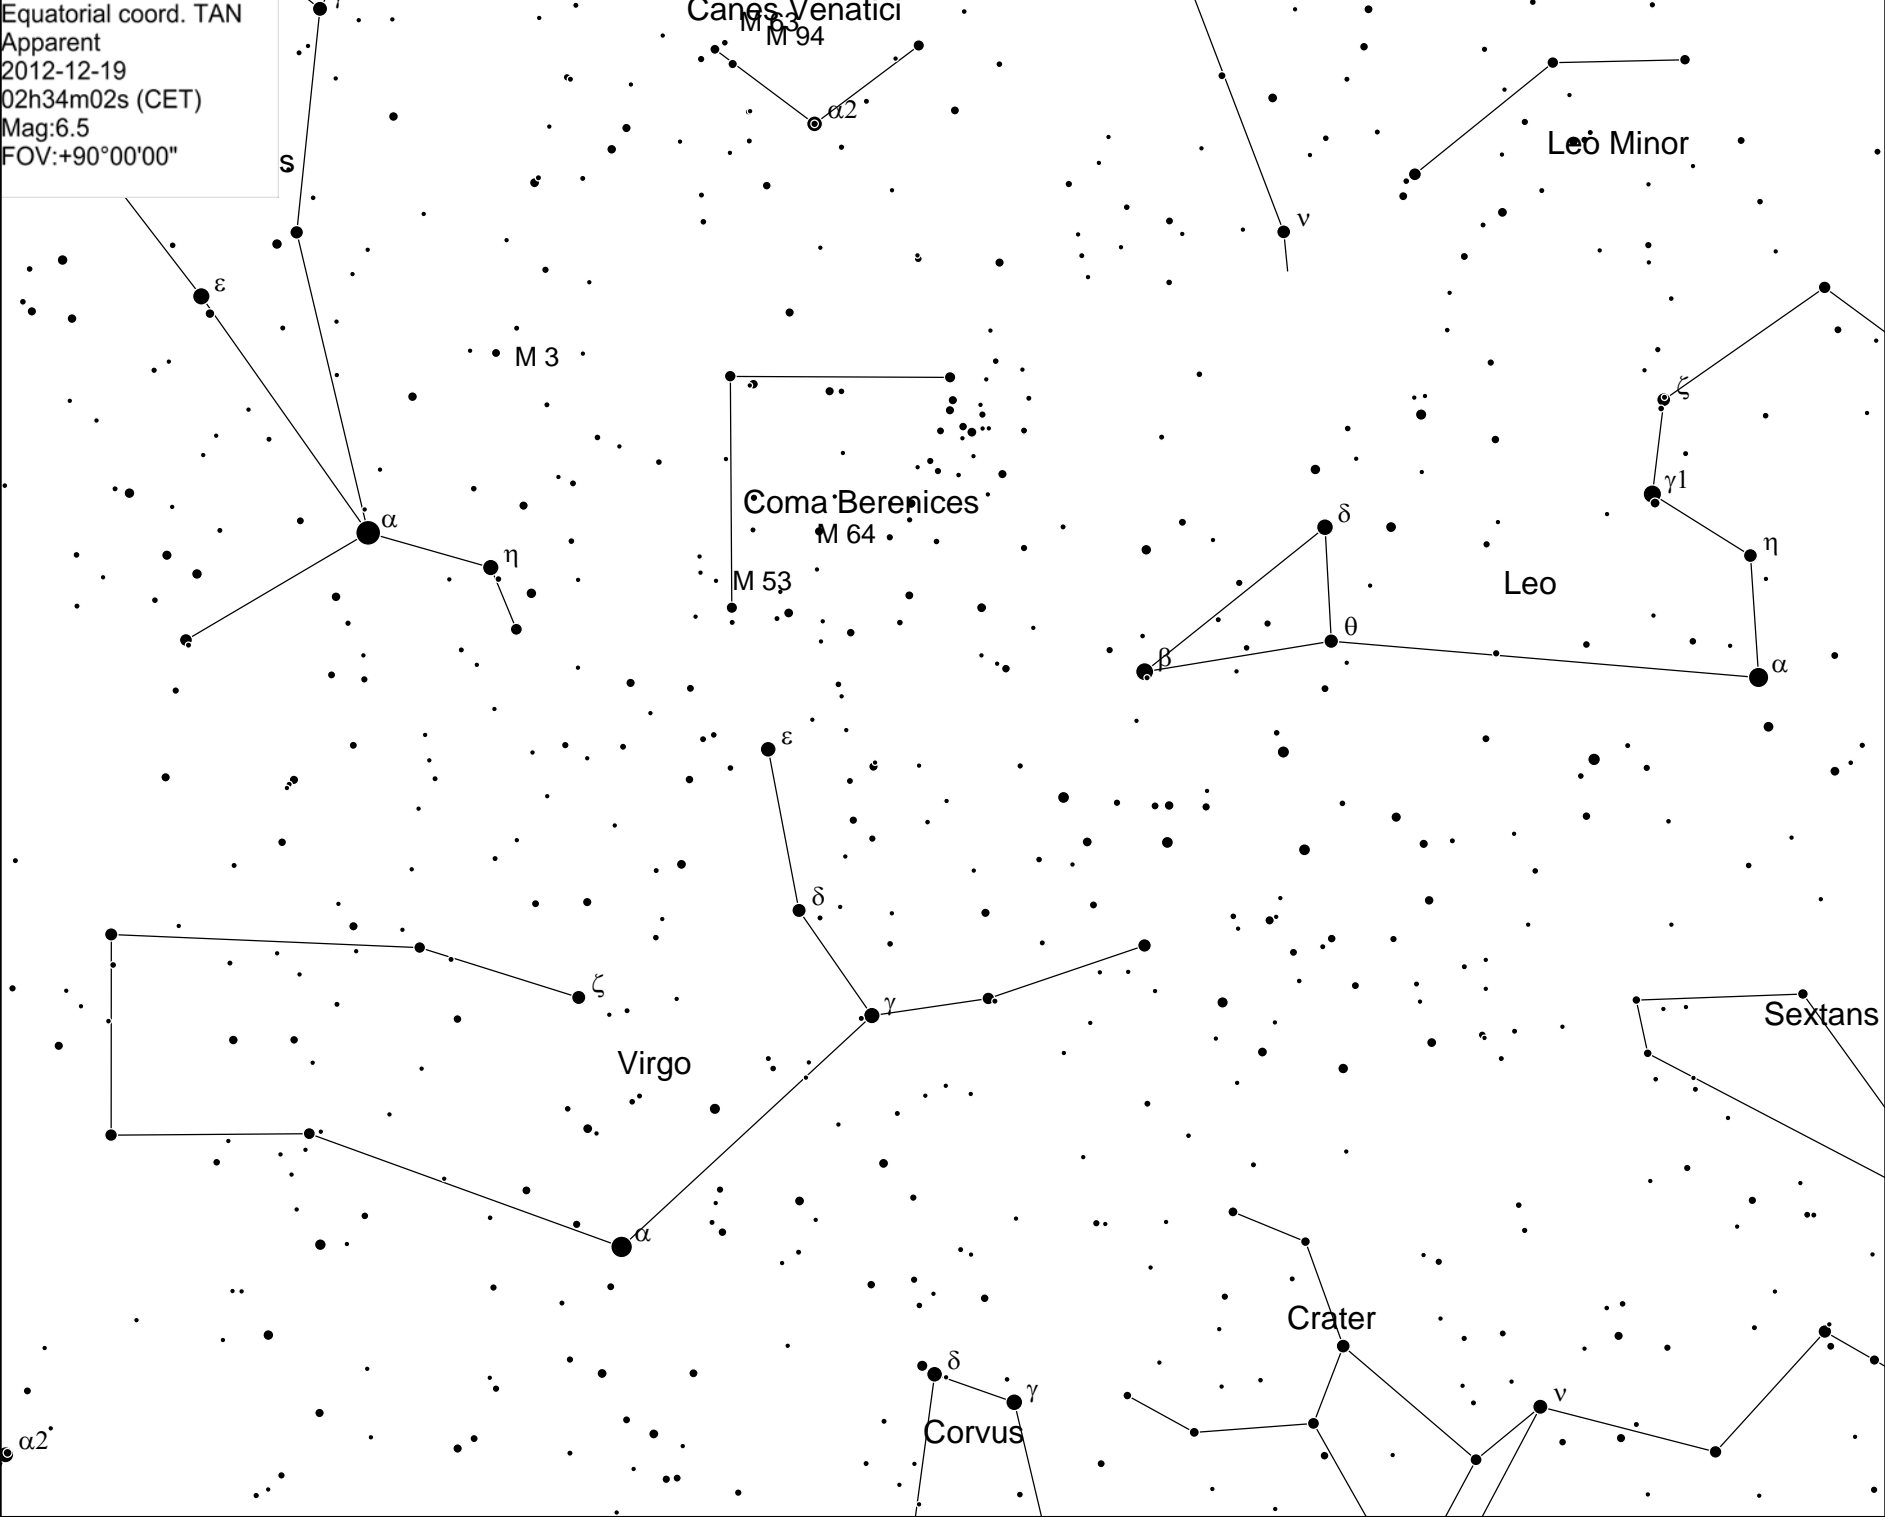 Equatorial coord. TAN
Apparent
2012-12-19
02h34m02s (CET)
Mag:6.5
FOV:+90°00'00"
γ
Canes Venatici
M 63
M 94
α2
Leo Minor
s
ν
ε
M 3
ζ
Coma Berenices
M 64
γ1
α
δ
η
η
M 53
Leo
θ
β
α
ε
δ
ζ
γ
Sextans
Virgo
α
Crater
δ
γ
ν
Corvus
α2